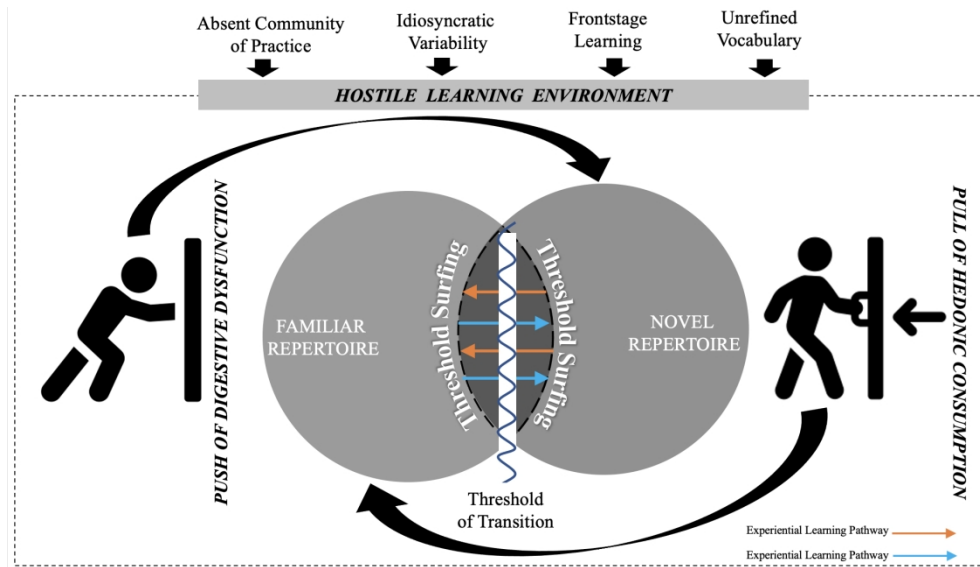 Absent Community
of Practice
Idiosyncratic
Variability
Frontstage
Learning
Unrefined
Vocabulary
HOSTILE LEARNING ENVIRONMENT
PUSH OF DIGESTIVE DYSFUNCTION
FAMILIAR
REPERTOIRE
Threshold Surfing
Threshold Surfing
NOVEL
REPERTOIRE
PULL OF HEDONIC CONSUMPTION
Threshold
of Transition
Experiential Learning Pathway
Experiential Learning Pathway